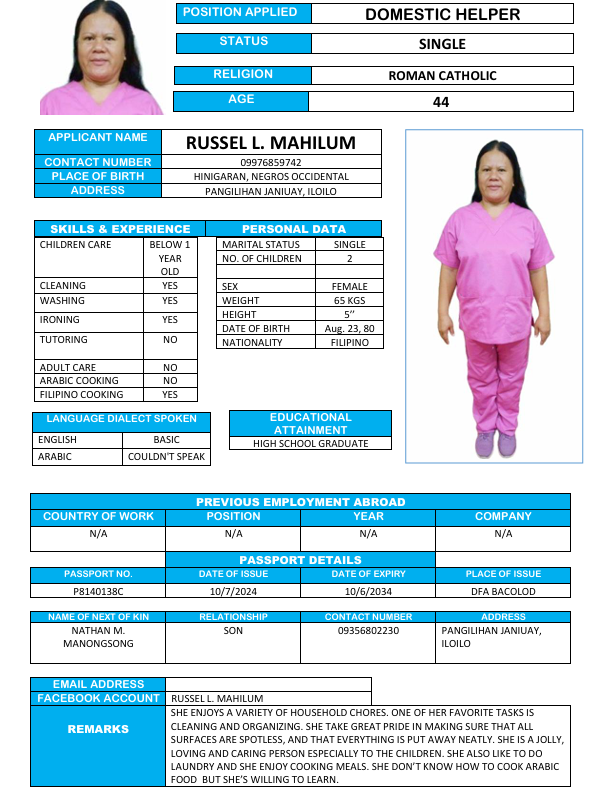 POSITION APPLIED DOMESTIC HELPER
STATUS SINGLE
RELIGION ROMAN CATHOLIC
AGE 44
APPLICANT NAME RUSSEL L. MAHILUM
CONTACT NUMBER 09976859742
PLACE OF BIRTH HINIGARAN, NEGROS OCCIDENTAL
ADDRESS PANGILIHAN JANIUAY, ILOILO
SKILLS & EXPERIENCE
CHILDREN CARE BELOW 1
YEAR
OLD
CLEANING YES
WASHING YES
IRONING YES
TUTORING NO
ADULT CARE NO
ARABIC COOKING NO
FILIPINO COOKING YES
PERSONAL DATA
MARITAL STATUS SINGLE
NO. OF CHILDREN 2
SEX FEMALE
WEIGHT 65 KGS
HEIGHT 5’’
DATE OF BIRTH Aug. 23, 80
NATIONALITY FILIPINO
LANGUAGE DIALECT SPOKEN
ENGLISH BASIC
ARABIC COULDN'T SPEAK
EDUCATIONAL
ATTAINMENT
HIGH SCHOOL GRADUATE
PREVIOUS EMPLOYMENT ABROAD
COUNTRY OF WORK POSITION YEAR COMPANY
N/A N/A N/A N/A
PASSPORT DETAILS
PASSPORT NO. DATE OF ISSUE DATE OF EXPIRY PLACE OF ISSUE
P8140138C 10/7/2024 10/6/2034 DFA BACOLOD
NAME OF NEXT OF KIN RELATIONSHIP CONTACT NUMBER ADDRESS
NATHAN M. SON 09356802230 PANGILIHAN JANIUAY,
MANONGSONG ILOILO
EMAIL ADDRESS
FACEBOOK ACCOUNT RUSSEL L. MAHILUM
REMARKS
SHE ENJOYS A VARIETY OF HOUSEHOLD CHORES. ONE OF HER FAVORITE TASKS IS
CLEANING AND ORGANIZING. SHE TAKE GREAT PRIDE IN MAKING SURE THAT ALL
SURFACES ARE SPOTLESS, AND THAT EVERYTHING IS PUT AWAY NEATLY. SHE IS A JOLLY,
LOVING AND CARING PERSON ESPECIALLY TO THE CHILDREN. SHE ALSO LIKE TO DO
LAUNDRY AND SHE ENJOY COOKING MEALS. SHE DON'T KNOW HOW TO COOK ARABIC
FOOD BUT SHE'S WILLING TO LEARN.